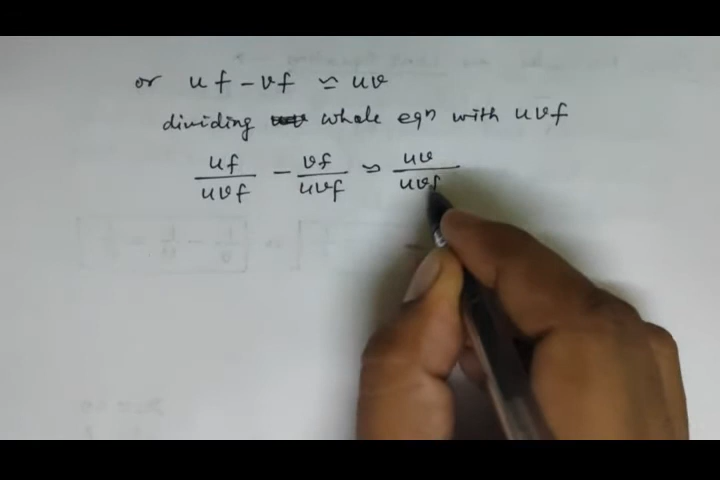 or uf - vf ≃ uv
dividing whole eqn with uvf
uf/uvf - vf/uvf ≃ uv/uvf